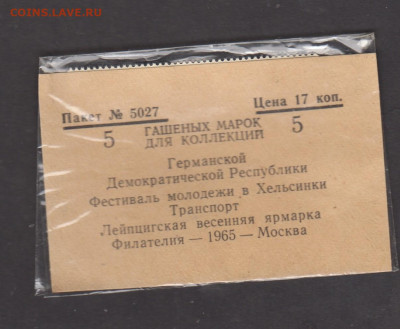 COINS.LAVE.RU
Пакет № 5027 Цена 17 коп.
5 ГАШЕНЫХ МАРОК 5
ДЛЯ КОЛЛЕКЦИЙ
Германской
Демократической Республики
Фестиваль молодежи в Хельсинки
Транспорт
Лейпцигская весенняя ярмарка
Филателия — 1965 — Москва